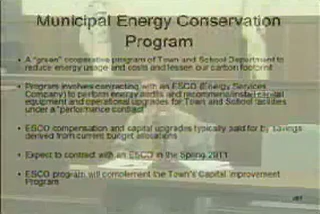 Municipal Energy Conservation
Program
• A "green" cooperative program of Town and School Department to
reduce energy usage and costs and lessen our carbon footprint
• Program involves contracting with an ESCO (Energy Services
Company) to perform energy audits and recommend/install capital
equipment and operational upgrades for Town and School facilities
under a "performance contract"
• ESCO compensation and capital upgrades typically paid for by savings
derived from current budget allocations
• Expect to contract with an ESCO in the Spring 2011
• ESCO program will complement the Town's Capital Improvement
Program